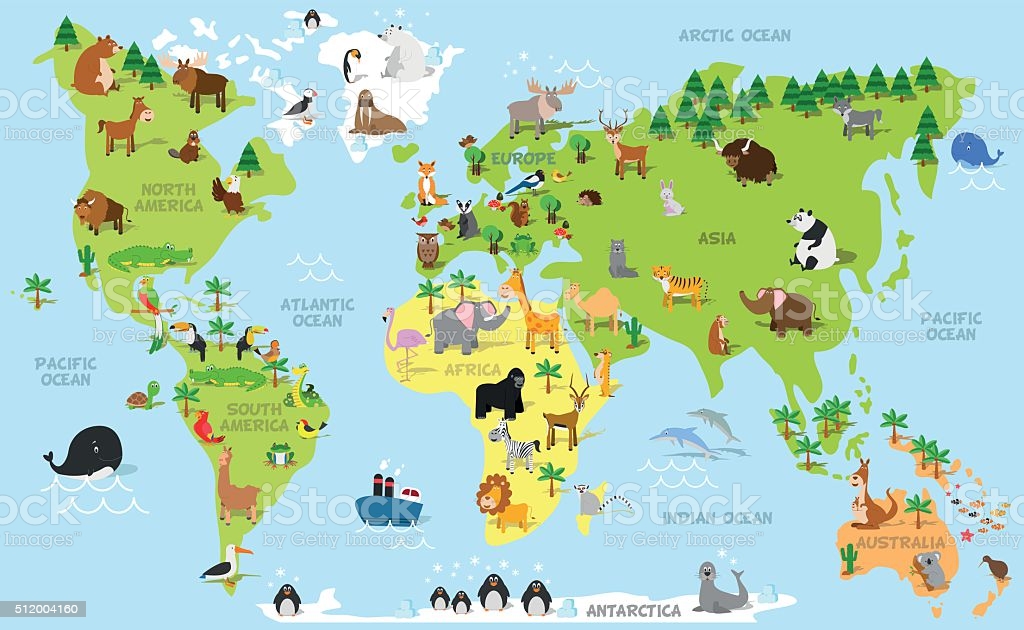 ARCTIC OCEAN
EUROPE
NORTH
AMERICA
ASIA
ATLANTIC
OCEAN
PACIFIC
OCEAN
PACIFIC
OCEAN
AFRICA
SOUTH
AMERICA
INDIAN OCEAN
AUSTRALIA
ANTARCTICA
iStock
by Getty Images™
512004160